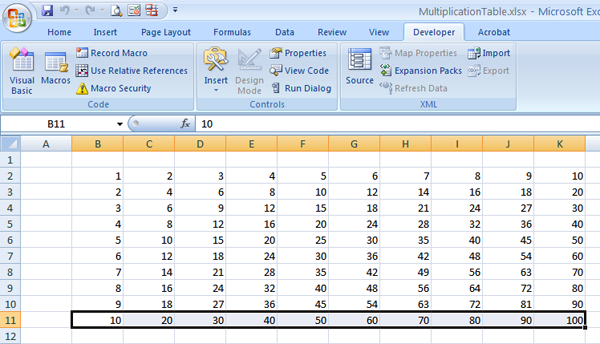 MultiplicationTable.xlsx - Microsoft Exc
Home Insert Page Layout Formulas Data Review View Developer Acrobat
Visual Basic
Macros
Record Macro
Use Relative References
Macro Security
Code
Insert
Design Mode
Properties
View Code
Run Dialog
Controls
Source
Map Properties
Expansion Packs
Refresh Data
Import
Export
XML
B11 fx 10
A B C D E F G H I J K
1
2 1 2 3 4 5 6 7 8 9 10
3 2 4 6 8 10 12 14 16 18 20
4 3 6 9 12 15 18 21 24 27 30
5 4 8 12 16 20 24 28 32 36 40
6 5 10 15 20 25 30 35 40 45 50
7 6 12 18 24 30 36 42 48 54 60
8 7 14 21 28 35 42 49 56 63 70
9 8 16 24 32 40 48 56 64 72 80
10 9 18 27 36 45 54 63 72 81 90
11 10 20 30 40 50 60 70 80 90 100
12